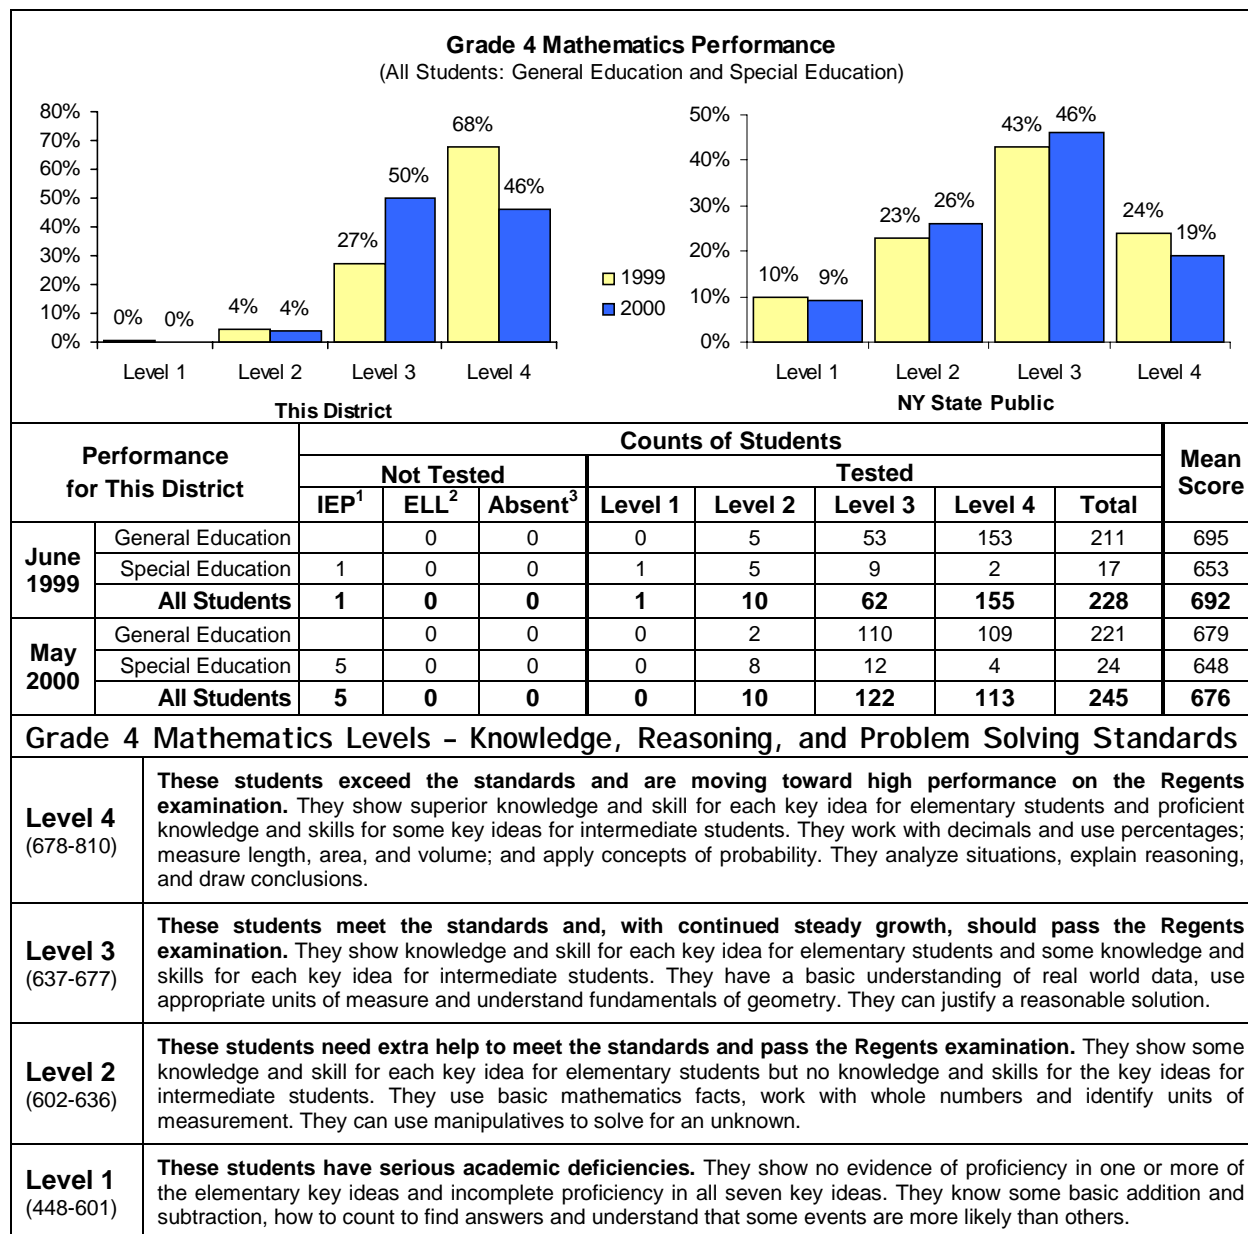 Grade 4 Mathematics Performance
(All Students: General Education and Special Education)
80%
70%
60%
50%
40%
30%
20%
10%
0%
0% 0%
4% 4%
27% 50%
68% 46%
Level 1 Level 2 Level 3 Level 4
This District
1999
2000
50%
40%
30%
20%
10%
0%
10% 9%
23% 26%
43% 46%
24% 19%
Level 1 Level 2 Level 3 Level 4
NY State Public
Performance for This District Counts of Students Mean Score
Not Tested Tested
IEP1 ELL2 Absent3 Level 1 Level 2 Level 3 Level 4 Total
June 1999
General Education 0 0 0 5 53 153 211 695
Special Education 1 0 0 1 5 9 2 17 653
All Students 1 0 0 1 10 62 155 228 692
May 2000
General Education 0 0 0 2 110 109 221 679
Special Education 5 0 0 0 8 12 4 24 648
All Students 5 0 0 0 10 122 113 245 676
Grade 4 Mathematics Levels – Knowledge, Reasoning, and Problem Solving Standards
Level 4
(678-810)
These students exceed the standards and are moving toward high performance on the Regents
examination. They show superior knowledge and skill for each key idea for elementary students and proficient
knowledge and skills for some key ideas for intermediate students. They work with decimals and use percentages;
measure length, area, and volume; and apply concepts of probability. They analyze situations, explain reasoning,
and draw conclusions.
Level 3
(637-677)
These students meet the standards and, with continued steady growth, should pass the Regents
examination. They show knowledge and skill for each key idea for elementary students and some knowledge and
skills for each key idea for intermediate students. They have a basic understanding of real world data, use
appropriate units of measure and understand fundamentals of geometry. They can justify a reasonable solution.
Level 2
(602-636)
These students need extra help to meet the standards and pass the Regents examination. They show some
knowledge and skill for each key idea for elementary students but no knowledge and skills for the key ideas for
intermediate students. They use basic mathematics facts, work with whole numbers and identify units of
measurement. They can use manipulatives to solve for an unknown.
Level 1
(448-601)
These students have serious academic deficiencies. They show no evidence of proficiency in one or more of
the elementary key ideas and incomplete proficiency in all seven key ideas. They know some basic addition and
subtraction, how to count to find answers and understand that some events are more likely than others.